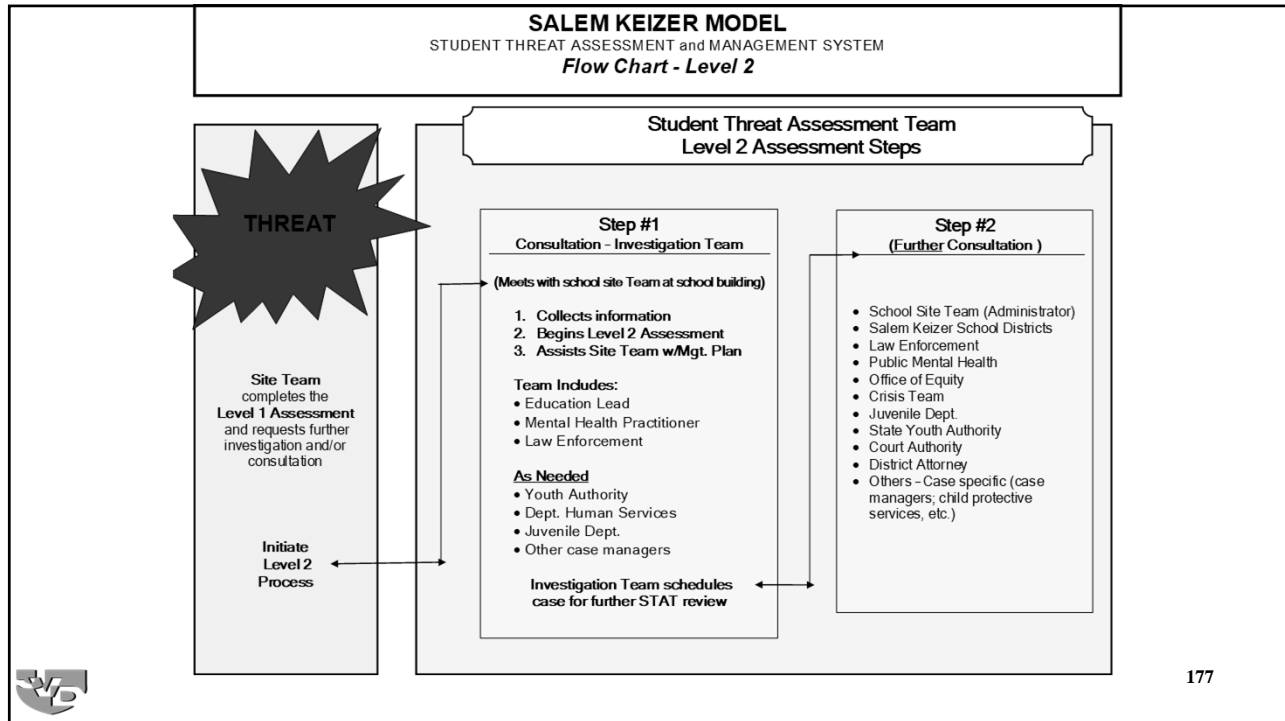 SALEM KEIZER MODEL
STUDENT THREAT ASSESSMENT and MANAGEMENT SYSTEM
Flow Chart - Level 2
THREAT
Site Team
completes the
Level 1 Assessment
and requests further
investigation and/or
consultation
Initiate
Level 2
Process
Student Threat Assessment Team
Level 2 Assessment Steps
Step #1
Consultation – Investigation Team
(Meets with school site Team at school building)
1. Collects information
2. Begins Level 2 Assessment
3. Assists Site Team w/Mgt. Plan
Team Includes:
• Education Lead
• Mental Health Practitioner
• Law Enforcement
As Needed
• Youth Authority
• Dept. Human Services
• Juvenile Dept.
• Other case managers
Investigation Team schedules
case for further STAT review
Step #2
(Further Consultation )
• School Site Team (Administrator)
• Salem Keizer School Districts
• Law Enforcement
• Public Mental Health
• Office of Equity
• Crisis Team
• Juvenile Dept.
• State Youth Authority
• Court Authority
• District Attorney
• Others – Case specific (case
managers; child protective
services, etc.)
177